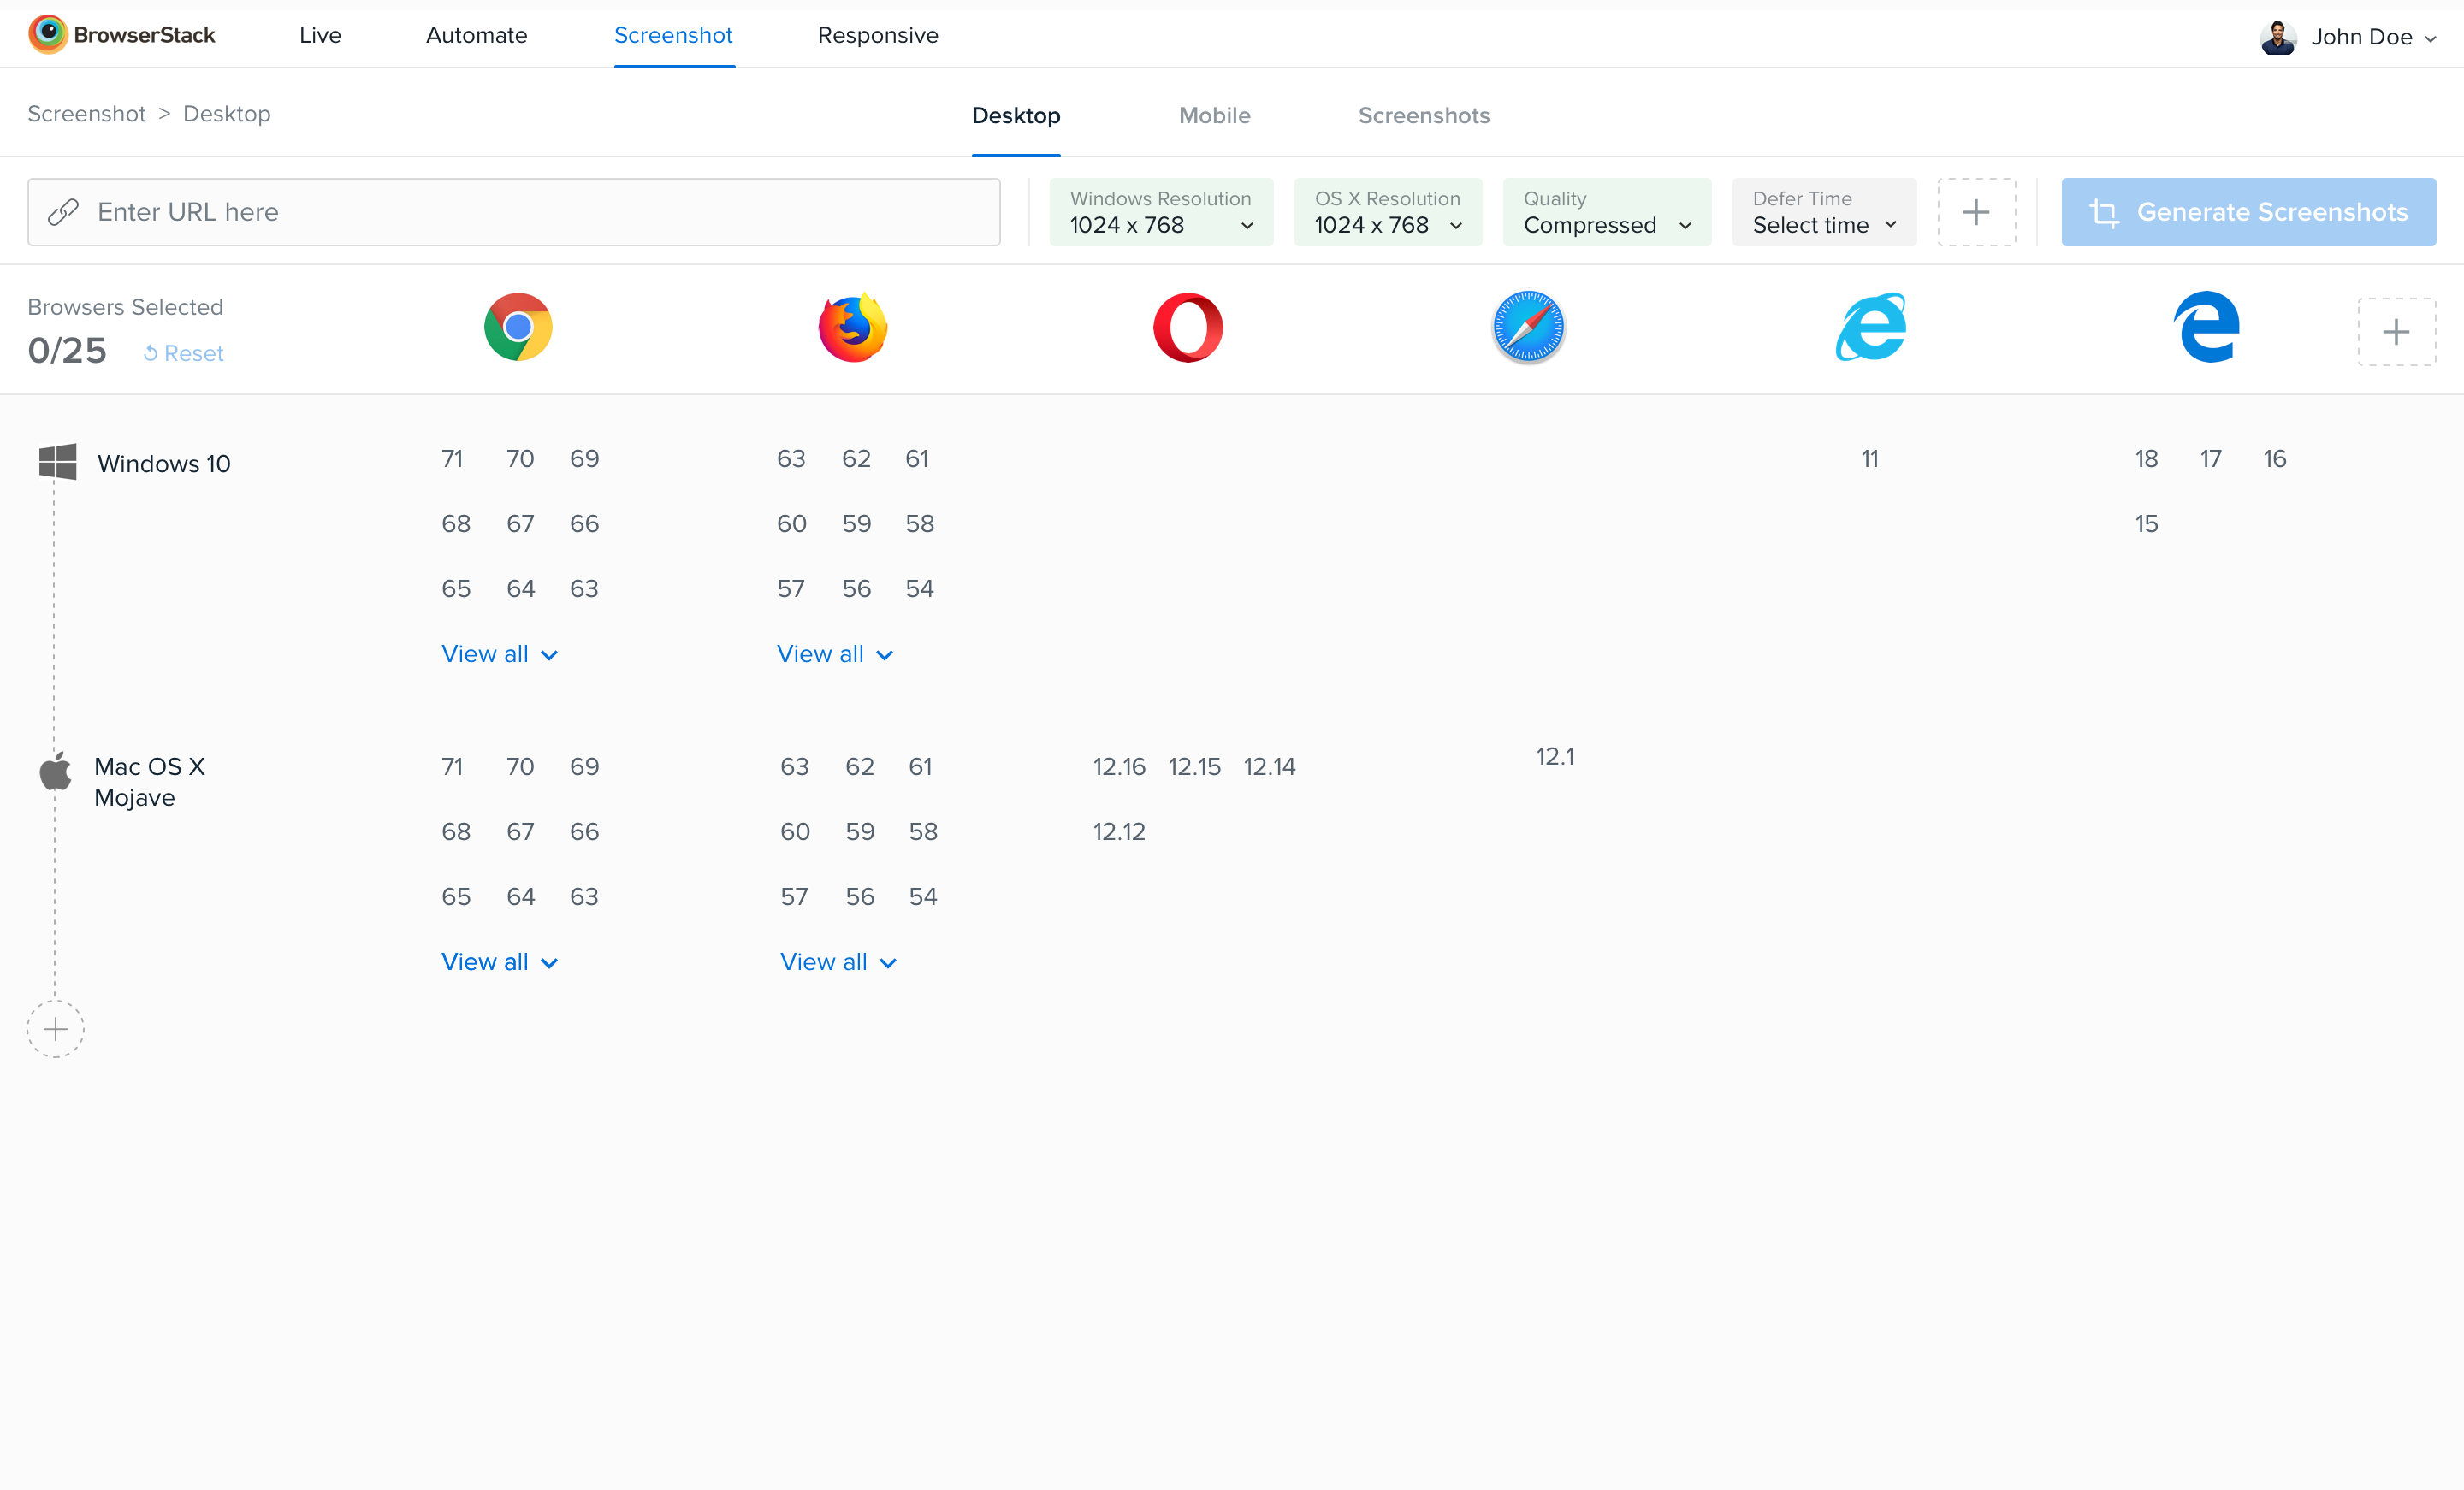 BrowserStack
Live
Automate
Screenshot
Responsive
John Doe
Screenshot > Desktop
Desktop
Mobile
Screenshots
Enter URL here
Windows Resolution
1024 x 768
OS X Resolution
1024 x 768
Quality
Compressed
Defer Time
Select time
Generate Screenshots
Browsers Selected
0/25
Reset
Windows 10
71 70 69
68 67 66
65 64 63
View all
63 62 61
60 59 58
57 56 54
View all
11
18 17 16
15
Mac OS X
Mojave
71 70 69
68 67 66
65 64 63
View all
63 62 61
60 59 58
57 56 54
View all
12.16 12.15 12.14
12.12
12.1